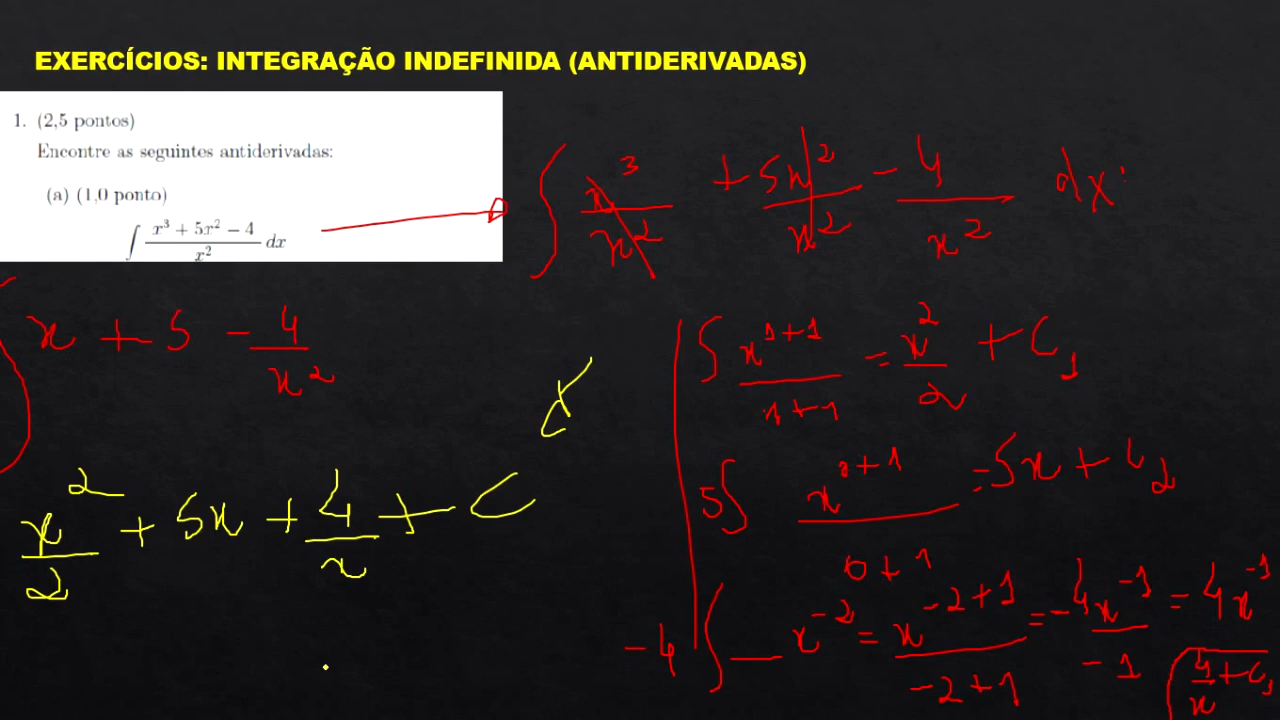 EXERCÍCIOS: INTEGRAÇÃO INDEFINIDA (ANTIDERIVADAS)
1. (2,5 pontos)
Encontre as seguintes antiderivadas:
(a) (1,0 ponto)
∫ (x³ + 5x² − 4)/x² dx
∫ x³/x² + 5x²/x² − 4/x² dx
x + 5 − 4/x²
∫ x^(1+1)/(1+1) = x²/2 + C₁
5∫ x^(0+1)/(0+1) = 5x + C₂
x²/2 + 5x + 4/x + C
−4 ∫ x⁻² = x^(−2+1)/(−2+1) = −4x⁻¹/−1 = 4x⁻¹
4/x + C₃